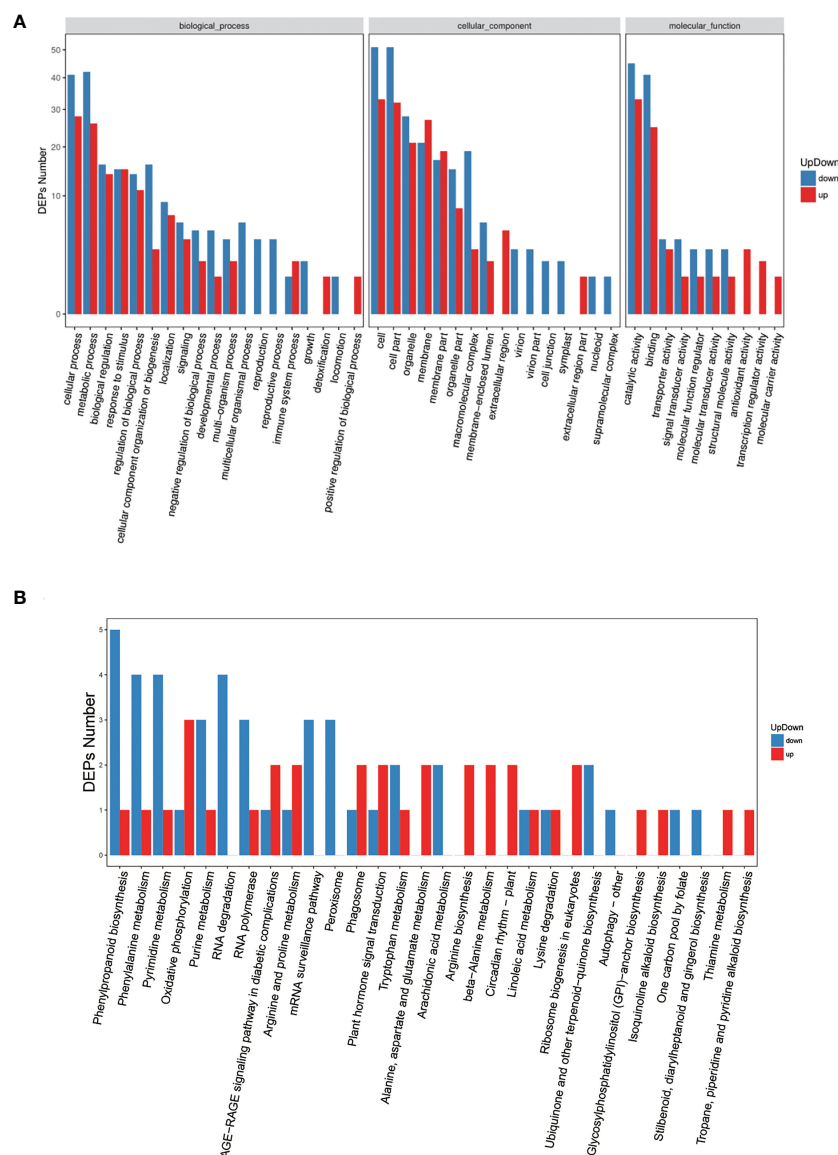 A
biological_process
cellular_component
molecular_function
50
40
30
20
10
0
DEPs Number
UpDown
down
up
cellular process
metabolic process
biological regulation
response to stimulus
regulation of biological process
cellular component organization or biogenesis
localization
signaling
negative regulation of biological process
developmental process
multi−organism process
multicellular organismal process
reproduction
reproductive process
immune system process
growth
detoxification
locomotion
positive regulation of biological process
cell
cell part
organelle
membrane
membrane part
organelle part
macromolecular complex
membrane−enclosed lumen
extracellular region
virion
virion part
cell junction
symplast
extracellular region part
nucleoid
supramolecular complex
catalytic activity
binding
transporter activity
signal transducer activity
molecular function regulator
molecular transducer activity
structural molecule activity
antioxidant activity
transcription regulator activity
molecular carrier activity
B
5
4
3
2
1
0
DEPs Number
UpDown
down
up
Phenylpropanoid biosynthesis
Phenylalanine metabolism
Pyrimidine metabolism
Oxidative phosphorylation
Purine metabolism
RNA degradation
RNA polymerase
AGE−RAGE signaling pathway in diabetic complications
Arginine and proline metabolism
mRNA surveillance pathway
Peroxisome
Phagosome
Plant hormone signal transduction
Tryptophan metabolism
Alanine, aspartate and glutamate metabolism
Arachidonic acid metabolism
Arginine biosynthesis
beta−Alanine metabolism
Circadian rhythm − plant
Linoleic acid metabolism
Lysine degradation
Ribosome biogenesis in eukaryotes
Ubiquinone and other terpenoid−quinone biosynthesis
Autophagy − other
Glycosylphosphatidylinositol (GPI)−anchor biosynthesis
Isoquinoline alkaloid biosynthesis
One carbon pool by folate
Stilbenoid, diarylheptanoid and gingerol biosynthesis
Thiamine metabolism
Tropane, piperidine and pyridine alkaloid biosynthesis